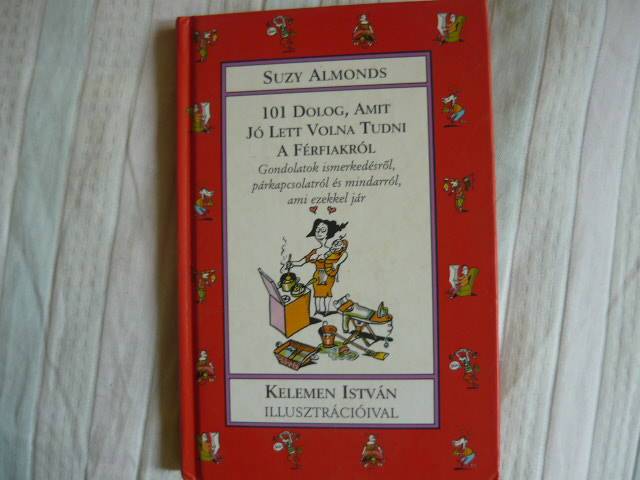 SUZY ALMONDS
101 DOLOG, AMIT
JÓ LETT VOLNA TUDNI
A FÉRFIAKRÓL
Gondolatok ismerkedésről,
párkapcsolatról és mindarról,
ami ezekkel jár
KELEMEN ISTVÁN
ILLUSZTRÁCIÓIVAL